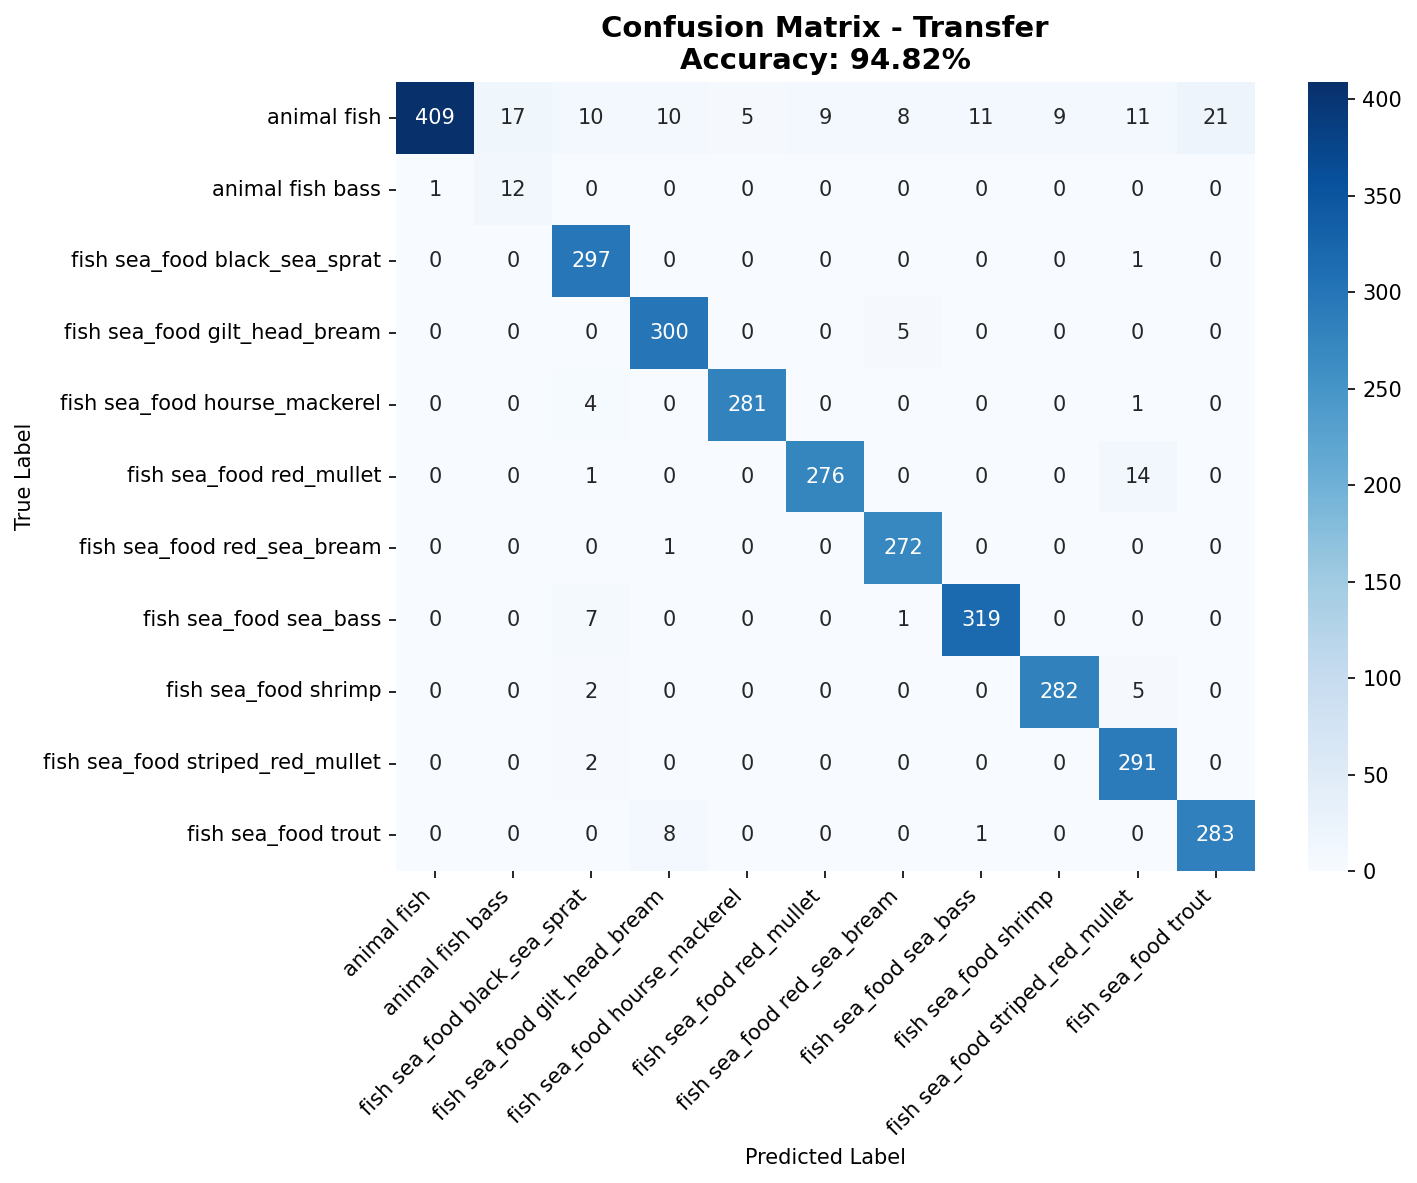 Confusion Matrix - Transfer
Accuracy: 94.82%
True Label
animal fish 409 17 10 10 5 9 8 11 9 11 21
animal fish bass 1 12 0 0 0 0 0 0 0 0 0
fish sea_food black_sea_sprat 0 0 297 0 0 0 0 0 0 1 0
fish sea_food gilt_head_bream 0 0 0 300 0 0 5 0 0 0 0
fish sea_food hourse_mackerel 0 0 4 0 281 0 0 0 0 1 0
fish sea_food red_mullet 0 0 1 0 0 276 0 0 0 14 0
fish sea_food red_sea_bream 0 0 0 1 0 0 272 0 0 0 0
fish sea_food sea_bass 0 0 7 0 0 0 1 319 0 0 0
fish sea_food shrimp 0 0 2 0 0 0 0 0 282 5 0
fish sea_food striped_red_mullet 0 0 2 0 0 0 0 0 0 291 0
fish sea_food trout 0 0 0 8 0 0 0 1 0 0 283
animal fish
animal fish bass
fish sea_food black_sea_sprat
fish sea_food gilt_head_bream
fish sea_food hourse_mackerel
fish sea_food red_mullet
fish sea_food red_sea_bream
fish sea_food sea_bass
fish sea_food shrimp
fish sea_food striped_red_mullet
fish sea_food trout
Predicted Label
400
350
300
250
200
150
100
50
0